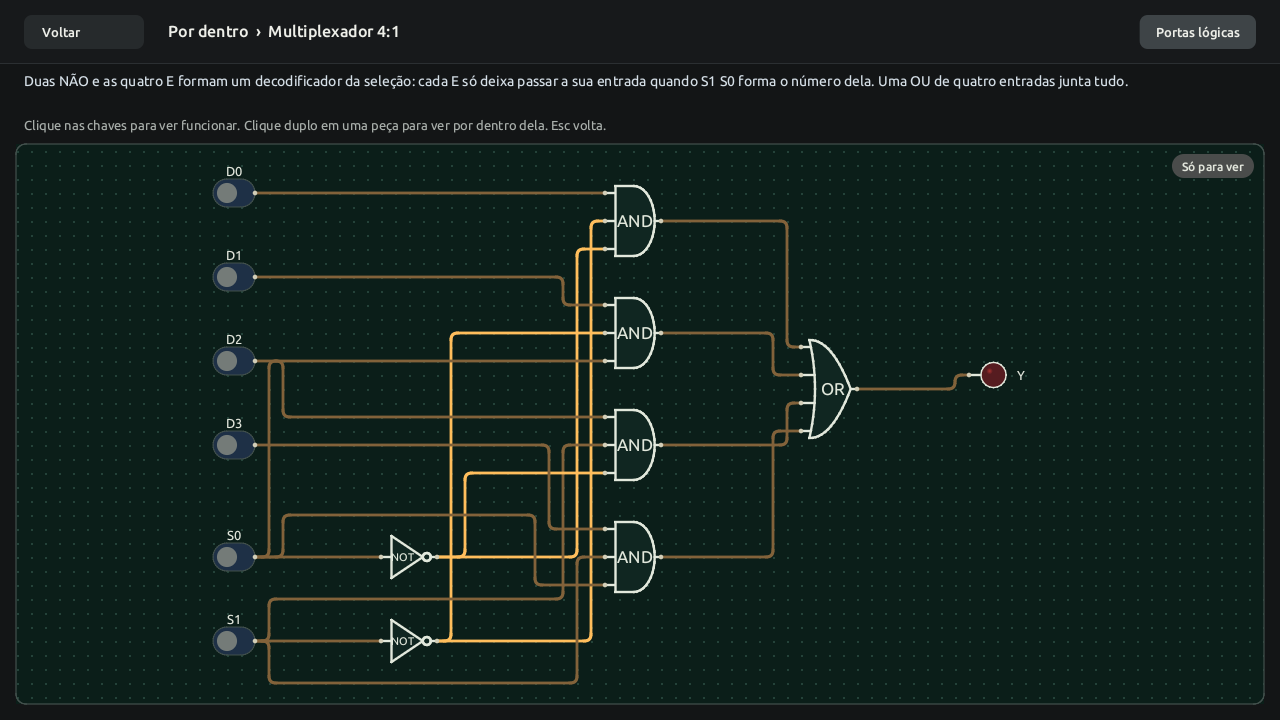 Voltar
Por dentro › Multiplexador 4:1
Portas lógicas
Duas NÃO e as quatro E formam um decodificador da seleção: cada E só deixa passar a sua entrada quando S1 S0 forma o número dela. Uma OU de quatro entradas junta tudo.
Clique nas chaves para ver funcionar. Clique duplo em uma peça para ver por dentro dela. Esc volta.
Só para ver
D0
AND
D1
AND
D2
OR
Y
D3
AND
S0
NOT
AND
S1
NOT